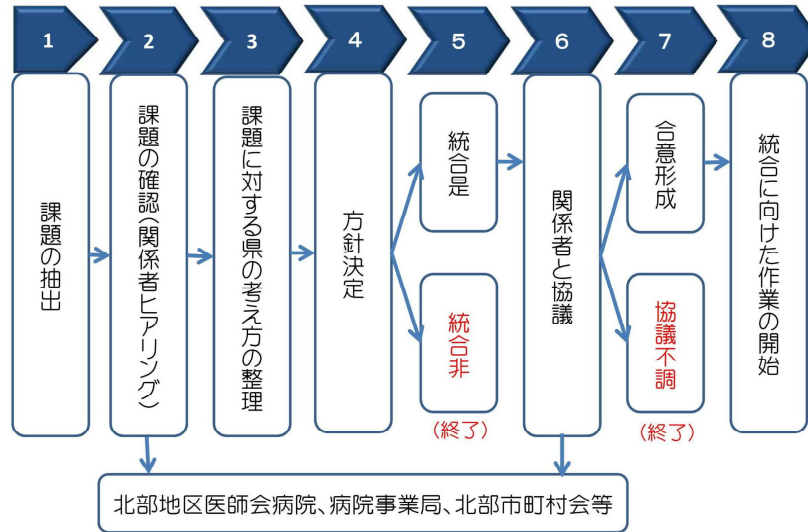 1
2
3
4
5
6
7
8
課題の抽出
課題の確認(関係者ヒアリング)
課題に対する県の考え方の整理
方針決定
統合是
統合非
(終了)
関係者と協議
合意形成
協議不調
(終了)
統合に向けた作業の開始
北部地区医師会病院、病院事業局、北部市町村会等